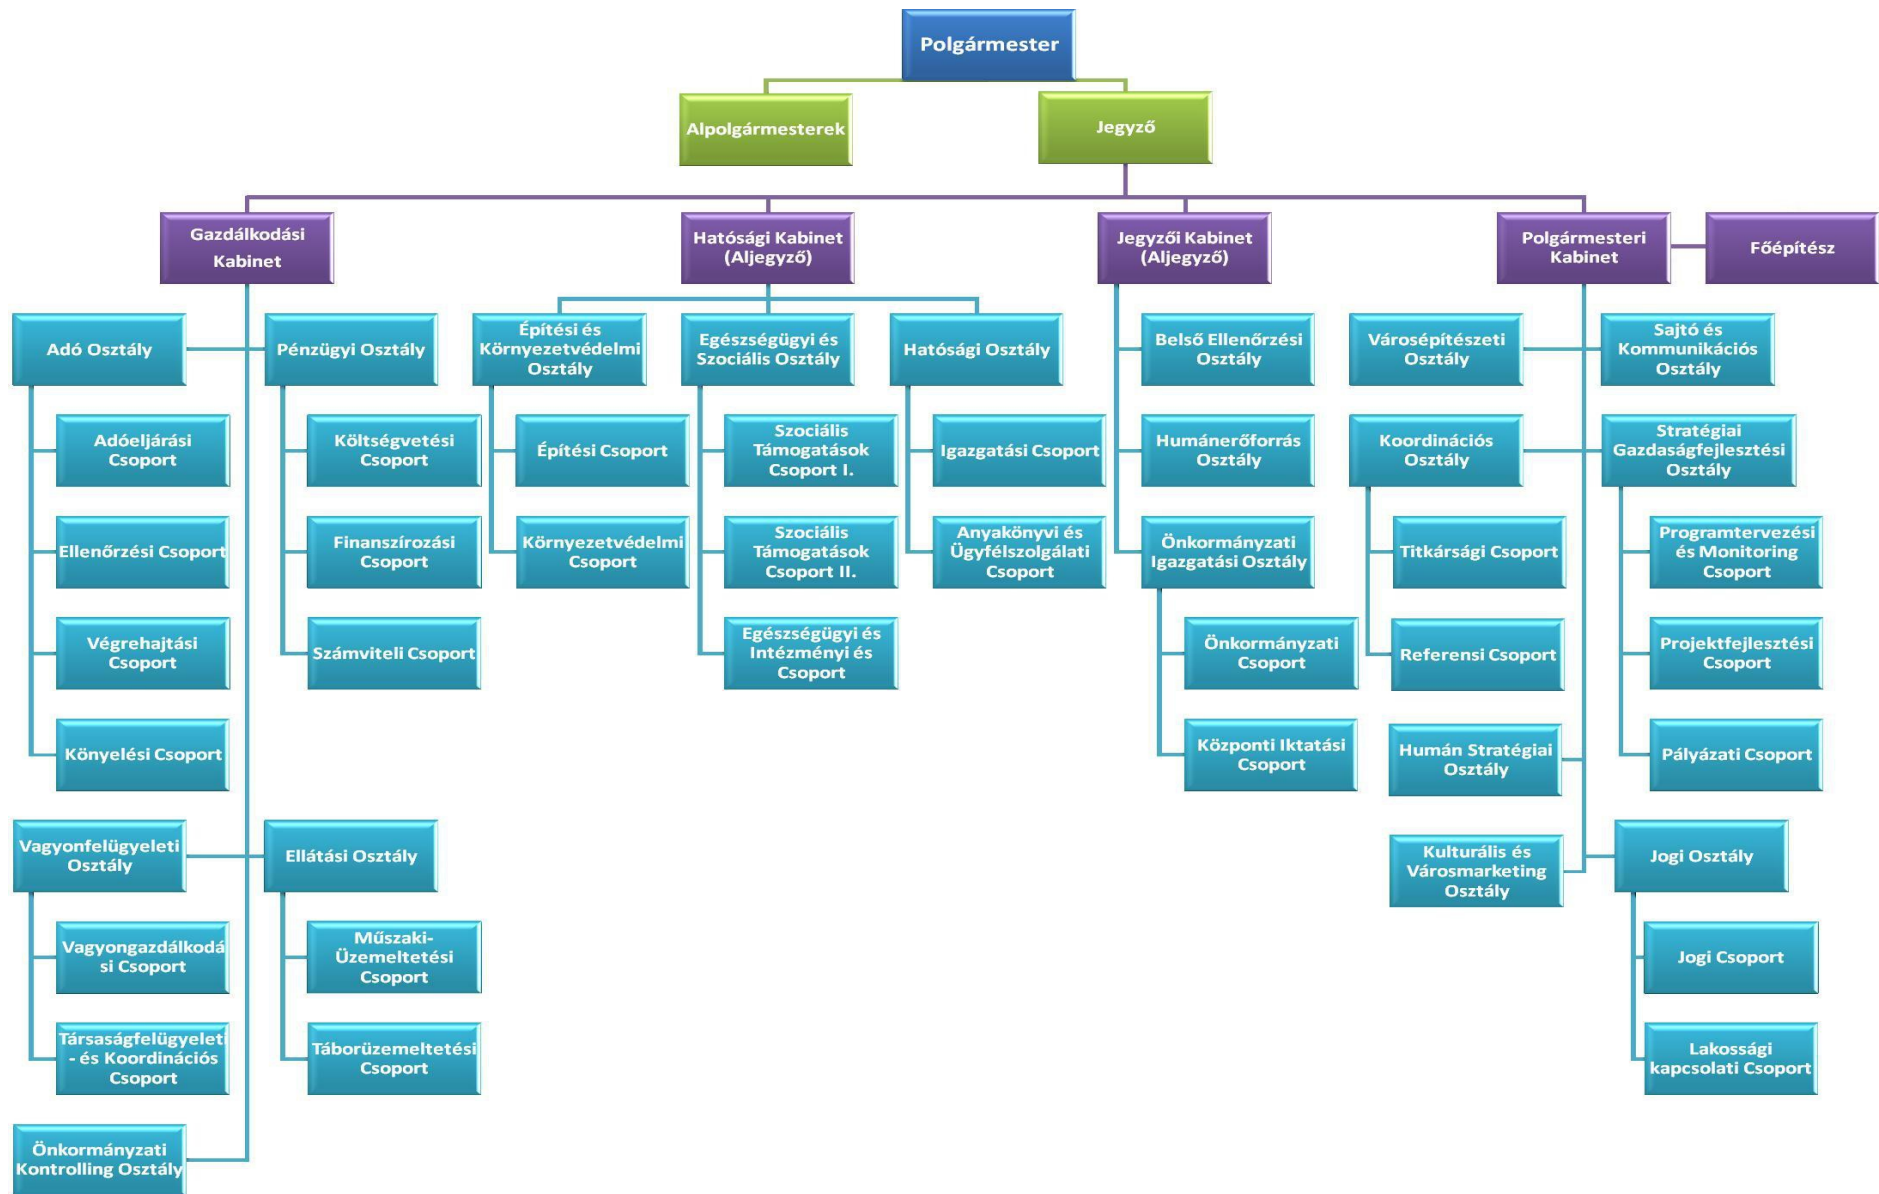 Polgármester
Alpolgármesterek
Jegyző
Gazdálkodási
Kabinet
Hatósági Kabinet
(Aljegyző)
Jegyzői Kabinet
(Aljegyző)
Polgármesteri
Kabinet
Főépítész
Adó Osztály
Pénzügyi Osztály
Építési és
Környezetvédelmi
Osztály
Egészségügyi és
Szociális Osztály
Hatósági Osztály
Belső Ellenőrzési
Osztály
Városépítészeti
Osztály
Sajtó és
Kommunikációs
Osztály
Adóeljárási
Csoport
Költségvetési
Csoport
Építési Csoport
Szociális
Támogatások
Csoport I.
Igazgatási Csoport
Humánerőforrás
Osztály
Koordinációs
Osztály
Stratégiai
Gazdaságfejlesztési
Osztály
Ellenőrzési Csoport
Finanszírozási
Csoport
Környezetvédelmi
Csoport
Szociális
Támogatások
Csoport II.
Anyakönyvi és
Ügyfélszolgálati
Csoport
Önkormányzati
Igazgatási Osztály
Titkársági Csoport
Programtervezési
és Monitoring
Csoport
Végrehajtási
Csoport
Számviteli Csoport
Egészségügyi és
Intézményi és
Csoport
Önkormányzati
Csoport
Referensi Csoport
Projektfejlesztési
Csoport
Könyelési Csoport
Központi Iktatási
Csoport
Humán Stratégiai
Osztály
Pályázati Csoport
Vagyonfelügyeleti
Osztály
Ellátási Osztály
Kulturális és
Városmarketing
Osztály
Jogi Osztály
Vagyongazdálkodá
si Csoport
Műszaki-
Üzemeltetési
Csoport
Jogi Csoport
Társaságfelügyeleti
- és Koordinációs
Csoport
Táborüzemeltetési
Csoport
Lakossági
kapcsolati Csoport
Önkormányzati
Kontrolling Osztály